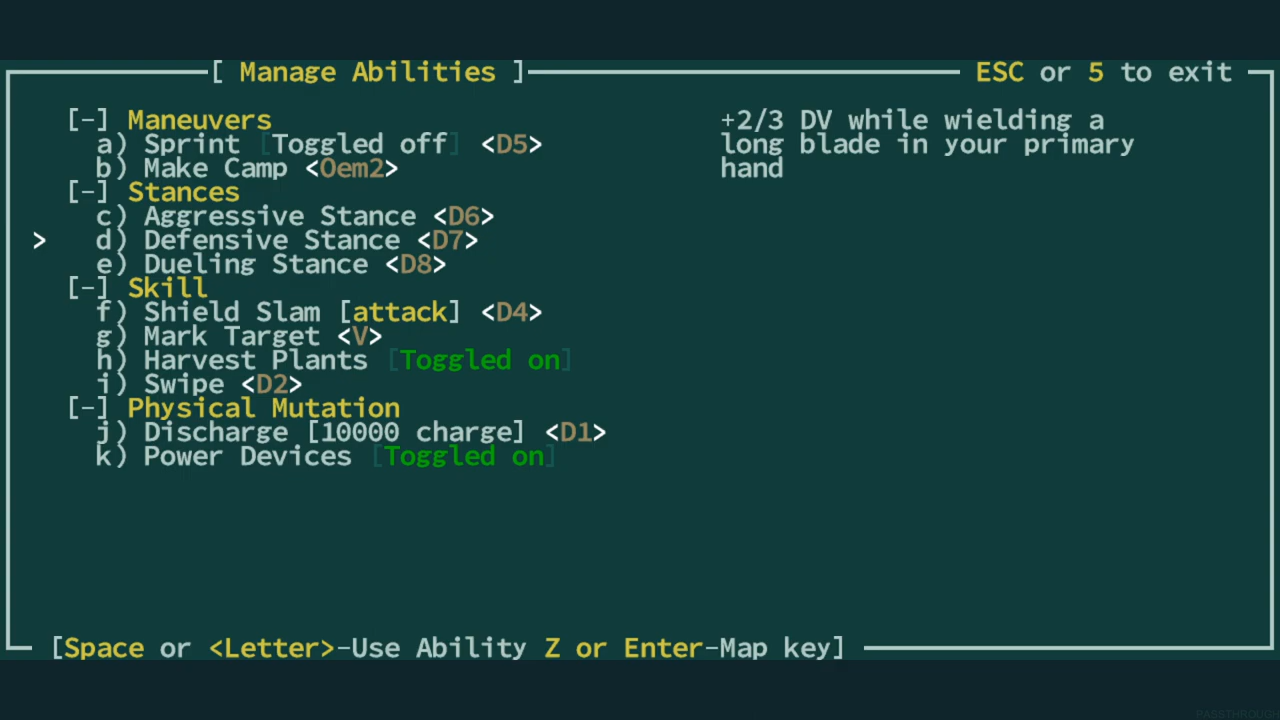 [ Manage Abilities ] ESC or 5 to exit
[-] Maneuvers
a) Sprint [Toggled off] <D5>
b) Make Camp <Oem2>
[-] Stances
c) Aggressive Stance <D6>
> d) Defensive Stance <D7>
e) Dueling Stance <D8>
[-] Skill
f) Shield Slam [attack] <D4>
g) Mark Target <V>
h) Harvest Plants [Toggled on]
i) Swipe <D2>
[-] Physical Mutation
j) Discharge [10000 charge] <D1>
k) Power Devices [Toggled on]
+2/3 DV while wielding a
long blade in your primary
hand
[Space or <Letter>-Use Ability Z or Enter-Map key]